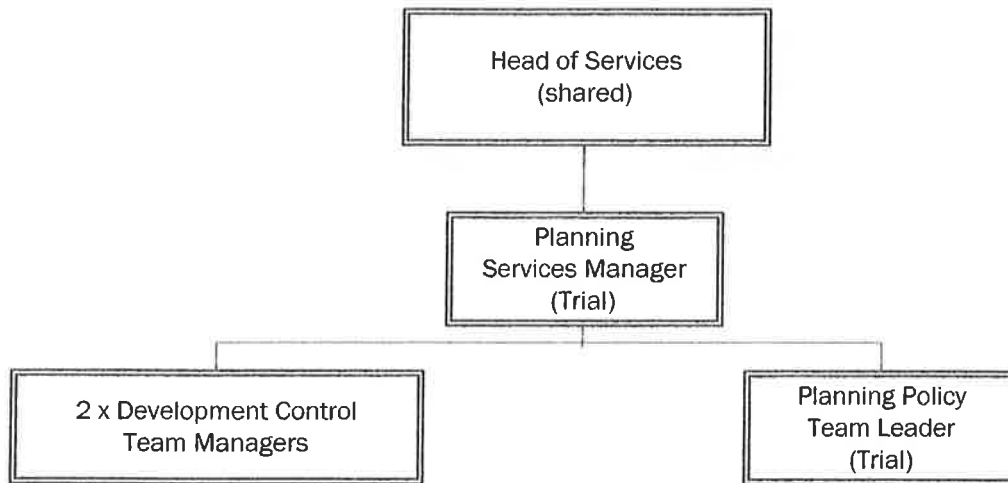 Head of Services
(shared)
Planning
Services Manager
(Trial)
2 x Development Control
Team Managers
Planning Policy
Team Leader
(Trial)